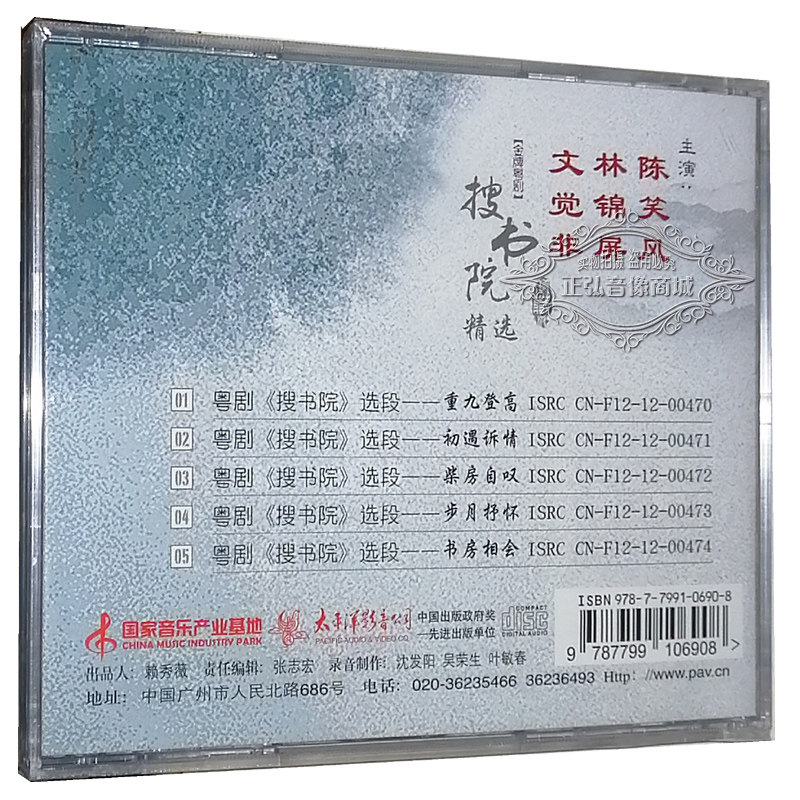 主演：
陈笑风
林锦屏
文觉非
【金牌粤剧】
搜书院
精选
实物拍摄 盗用必究
正弘音像商城
01 粤剧《搜书院》选段——重九登高 ISRC CN-F12-12-00470
02 粤剧《搜书院》选段——初遇诉情 ISRC CN-F12-12-00471
03 粤剧《搜书院》选段——柴房自叹 ISRC CN-F12-12-00472
04 粤剧《搜书院》选段——步月抒怀 ISRC CN-F12-12-00473
05 粤剧《搜书院》选段——书房相会 ISRC CN-F12-12-00474
国家音乐产业基地
CHINA MUSIC INDUSTRY PARK
太平洋影音公司
PACIFIC AUDIO & VIDEO CO.
中国出版政府奖
先进出版单位
COMPACT
disc
DIGITAL AUDIO
ISBN 978-7-7991-0690-8
9 787799 106908 >
出品人：赖秀薇 责任编辑：张志宏 录音制作：沈发阳 吴荣生 叶敏春
地址：中国广州市人民北路686号 电话：020-36235466 36236493 Http：//www.pav.cn